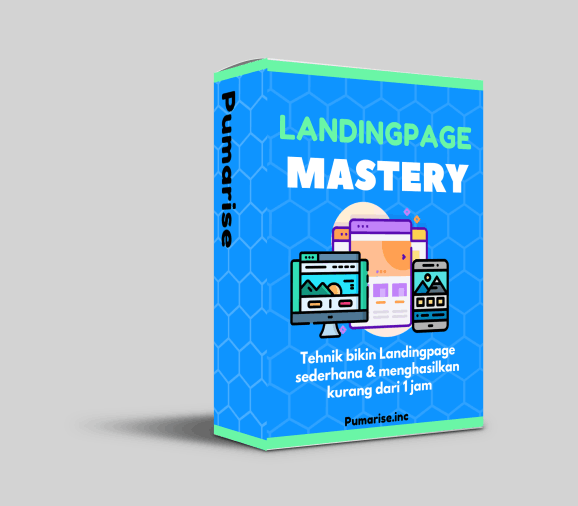 Pumarise
LANDINGPAGE
MASTERY
Tehnik bikin Landingpage
sederhana & menghasilkan
kurang dari 1 jam
Pumarise.inc